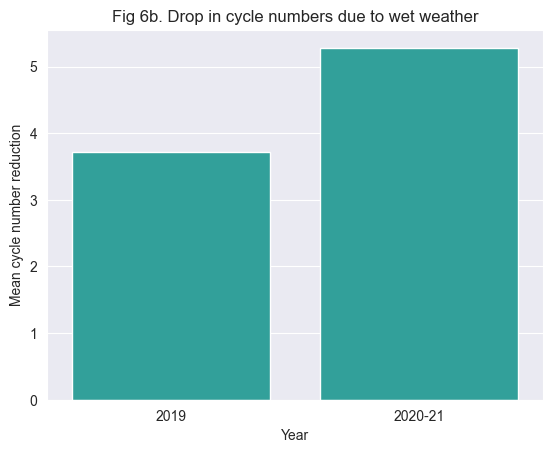 Fig 6b. Drop in cycle numbers due to wet weather
Mean cycle number reduction
5
4
3
2
1
0
2019
2020-21
Year